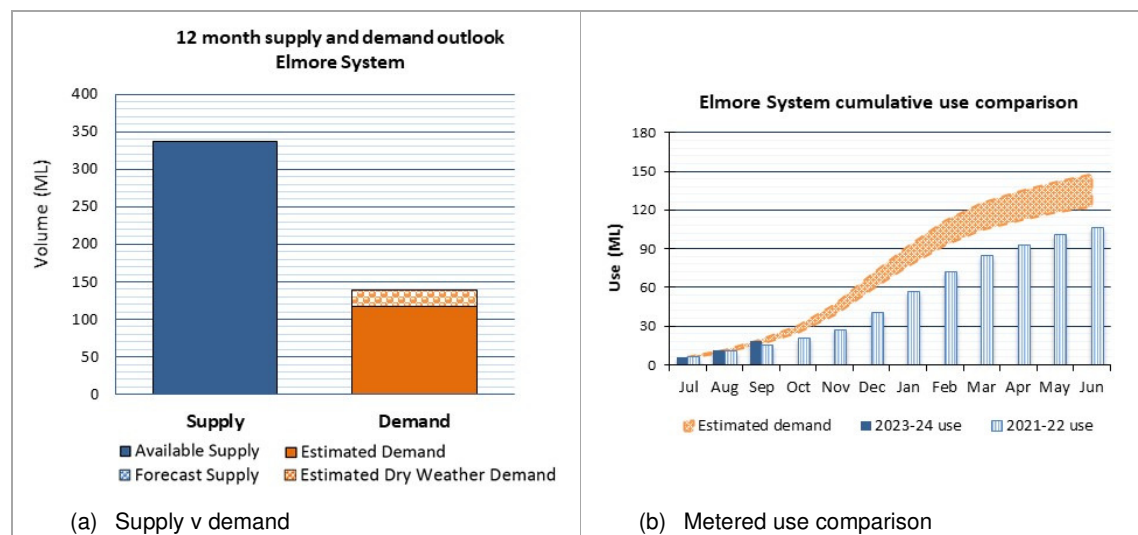 12 month supply and demand outlook
Elmore System
400
350
300
250
200
150
100
50
0
Volume (ML)
Supply
Demand
Available Supply
Estimated Demand
Forecast Supply
Estimated Dry Weather Demand
(a) Supply v demand
Elmore System cumulative use comparison
180
150
120
90
60
30
0
Use (ML)
Jul Aug Sep Oct Nov Dec Jan Feb Mar Apr May Jun
Estimated demand 2023-24 use 2021-22 use
(b) Metered use comparison